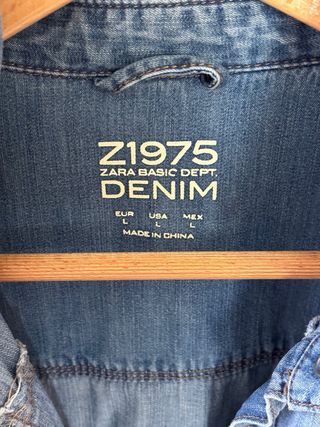 Z1975
ZARA BASIC DEPT.
DENIM
EUR USA MEX
L L L
MADE IN CHINA